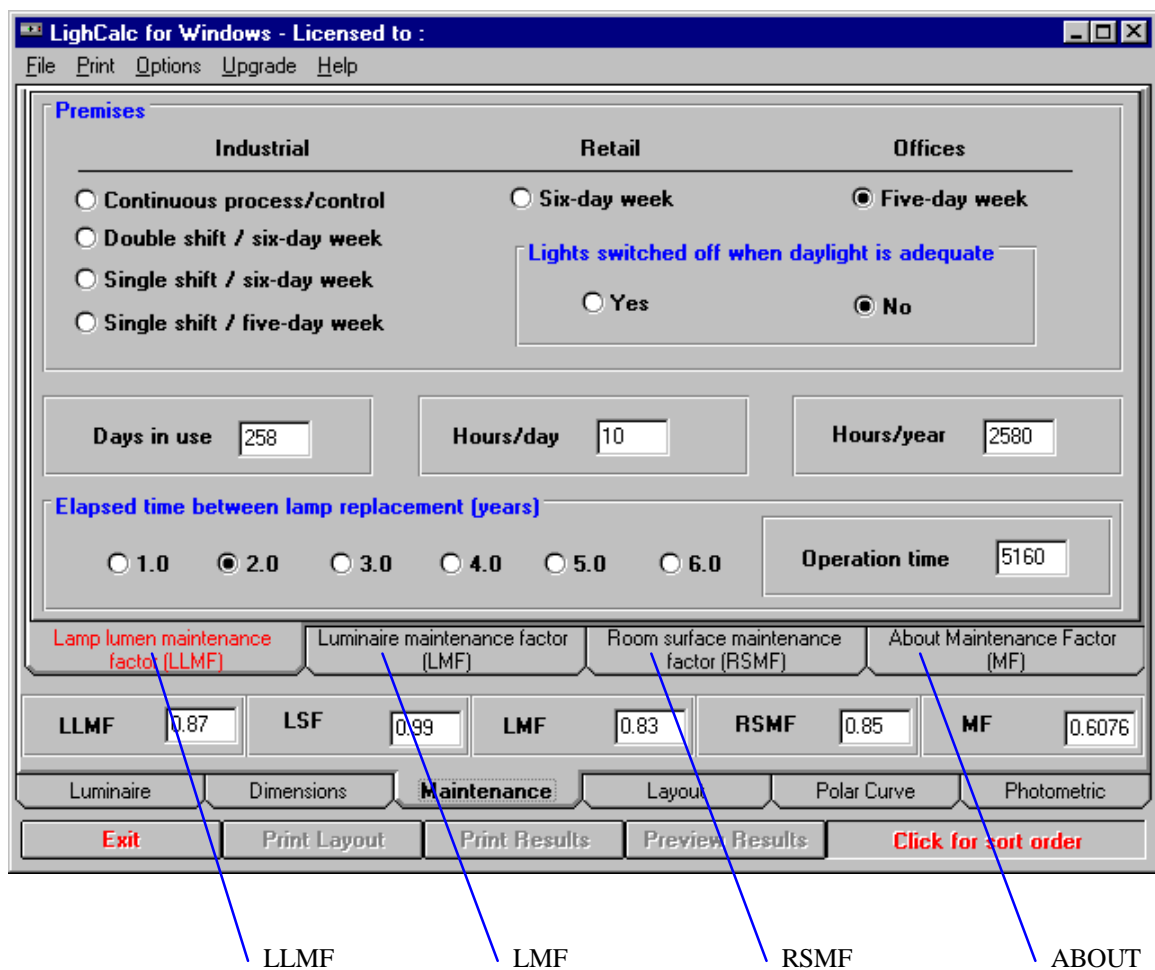 LighCalc for Windows - Licensed to :
File Print Options Upgrade Help
Premises
Industrial Retail Offices
Continuous process/control Six-day week Five-day week
Double shift / six-day week
Lights switched off when daylight is adequate
Single shift / six-day week
Yes No
Single shift / five-day week
Days in use 258 Hours/day 10 Hours/year 2580
Elapsed time between lamp replacement (years)
1.0 2.0 3.0 4.0 5.0 6.0 Operation time 5160
Lamp lumen maintenance factor (LLMF)
Luminaire maintenance factor (LMF)
Room surface maintenance factor (RSMF)
About Maintenance Factor (MF)
LLMF 0.87 LSF 0.99 LMF 0.83 RSMF 0.85 MF 0.6076
Luminaire Dimensions Maintenance Layout Polar Curve Photometric
Exit Print Layout Print Results Preview Results Click for sort order
LLMF LMF RSMF ABOUT